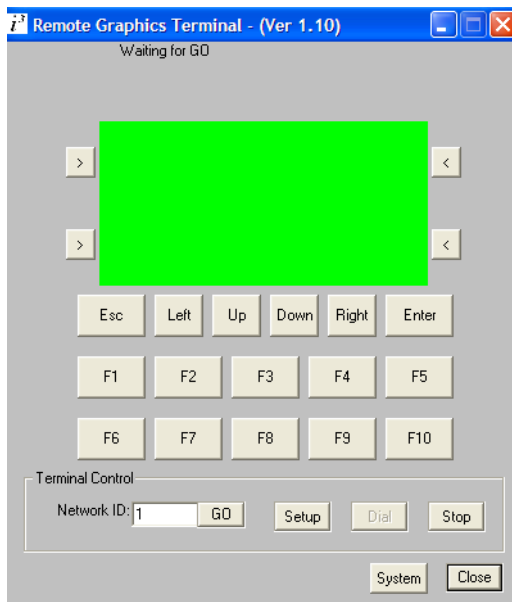 i³ Remote Graphics Terminal - (Ver 1.10)
Waiting for GO
> <
> <
Esc Left Up Down Right Enter
F1 F2 F3 F4 F5
F6 F7 F8 F9 F10
Terminal Control
Network ID: 1 GO Setup Dial Stop
System Close